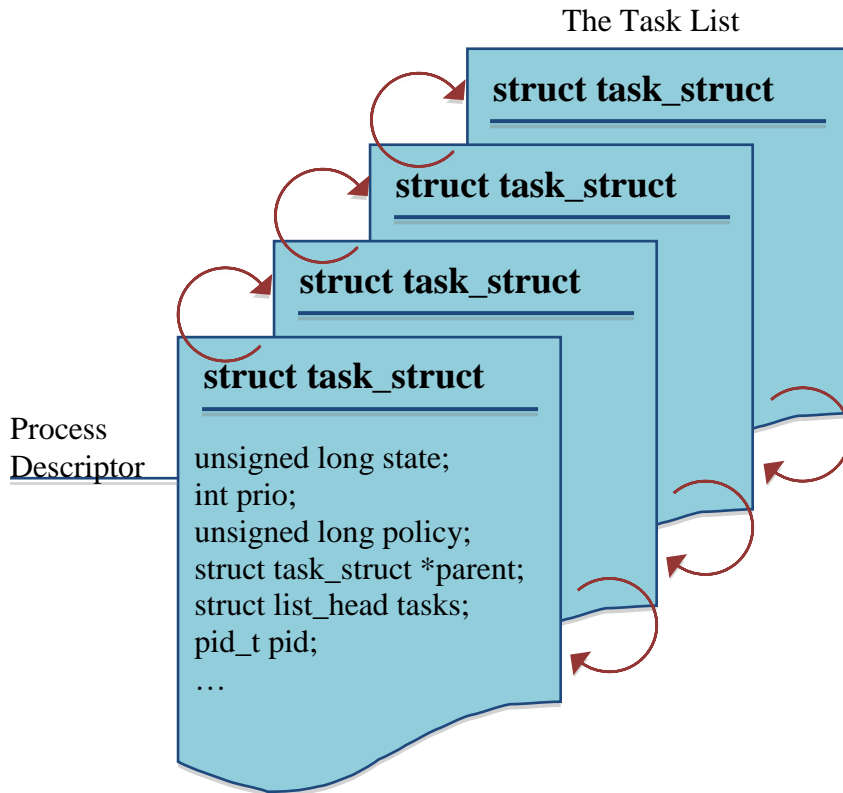 The Task List
struct task_struct
struct task_struct
struct task_struct
struct task_struct
Process
Descriptor
unsigned long state;
int prio;
unsigned long policy;
struct task_struct *parent;
struct list_head tasks;
pid_t pid;
…